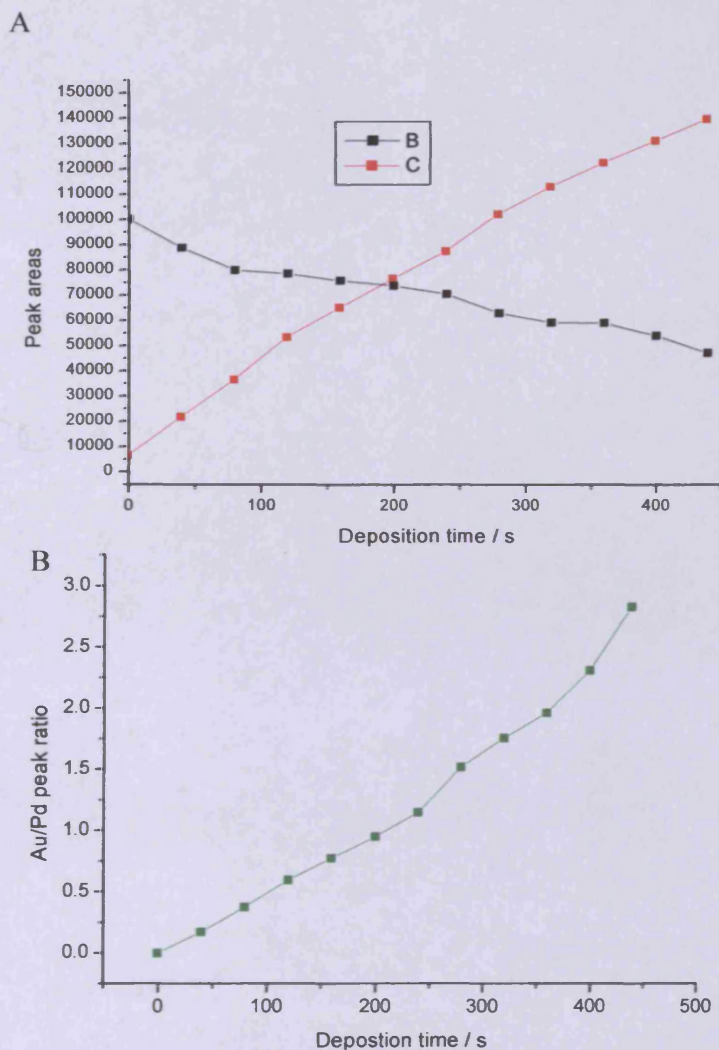 A
150000
140000
130000
120000
110000
100000
90000
80000
70000
60000
50000
40000
30000
20000
10000
0
Peak areas
B
C
0 100 200 300 400
Deposition time / s
B
3.0
2.5
2.0
1.5
1.0
0.5
0.0
Au/Pd peak ratio
0 100 200 300 400 500
Depostion time / s